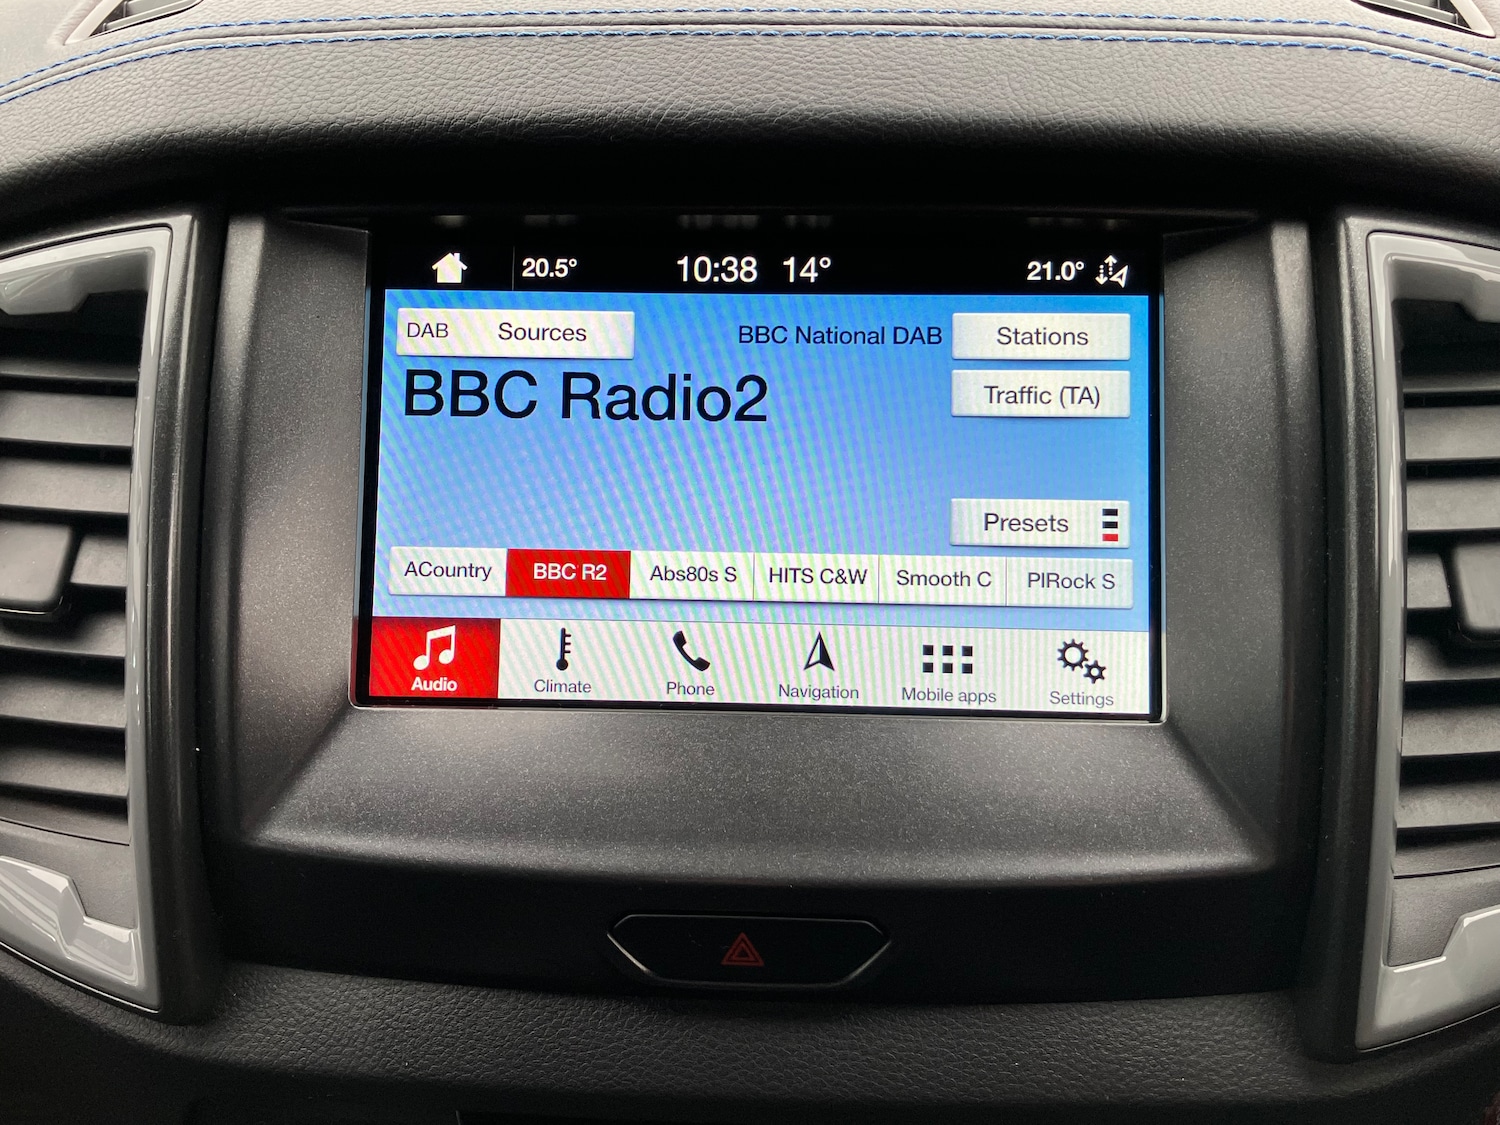 20.5° 10:38 14° 21.0°
DAB Sources BBC National DAB Stations
BBC Radio2
Traffic (TA)
Presets
ACountry BBC R2 Abs80s S HITS C&W Smooth C PlRock S
Audio Climate Phone Navigation Mobile apps Settings